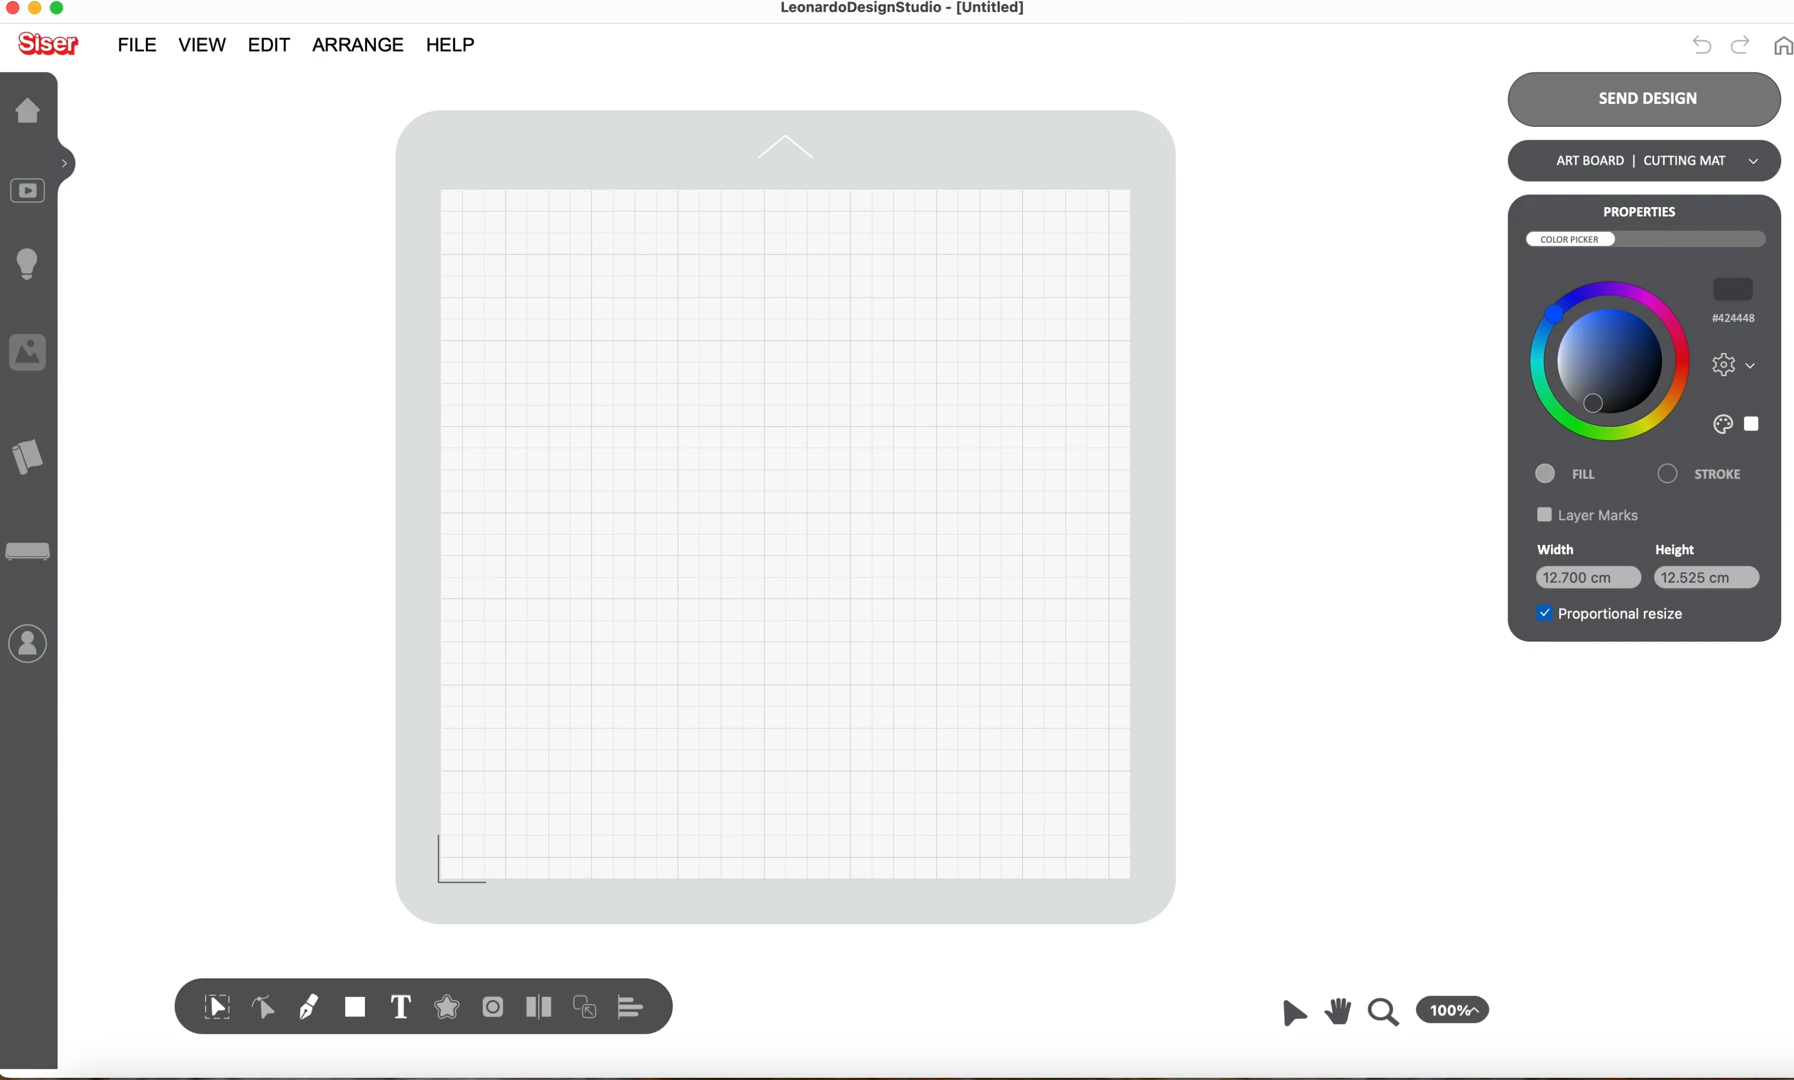 LeonardoDesignStudio - [Untitled]
Siser FILE VIEW EDIT ARRANGE HELP
SEND DESIGN
ART BOARD | CUTTING MAT
PROPERTIES
COLOR PICKER
#424448
FILL STROKE
Layer Marks
Width Height
12.700 cm 12.525 cm
Proportional resize
T
100%